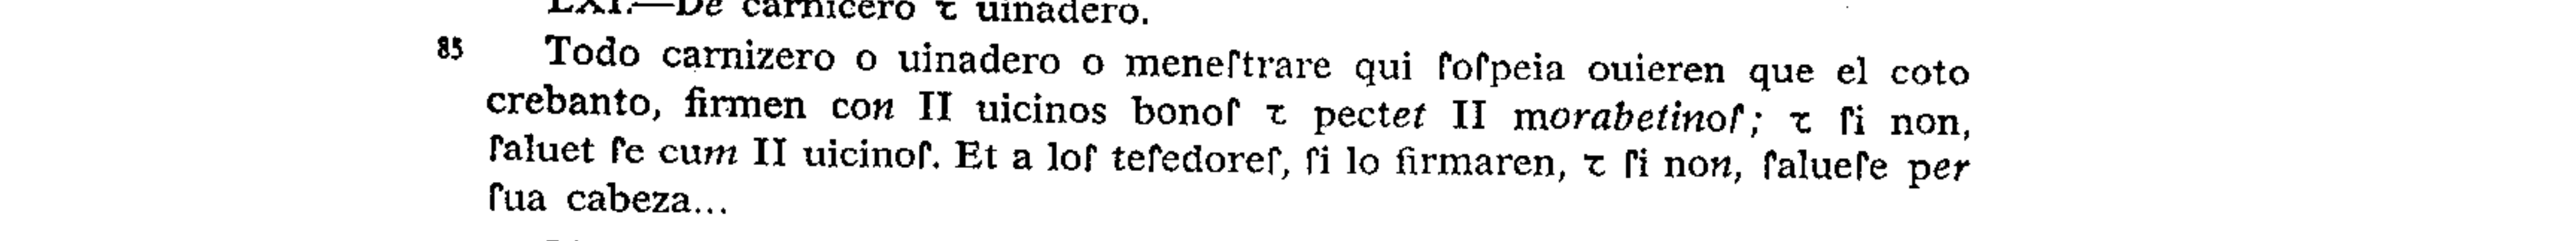 LXI.—De carnicero τ uinadero.
85 Todo carnizero o uinadero o meneſtrare qui ſoſpeia ouieren que el coto
crebanto, firmen con II uicinos bonoſ τ pectet II morabetinoſ; τ ſi non,
ſaluet ſe cum II uicinoſ. Et a loſ teſedoreſ, ſi lo firmaren, τ ſi non, ſalueſe per
ſua cabeza...